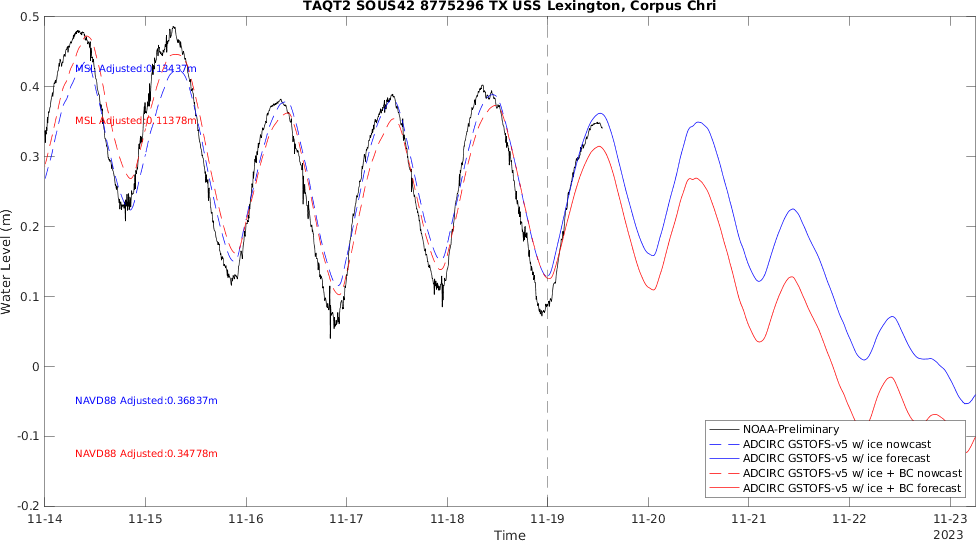 TAQT2 SOUS42 8775296 TX USS Lexington, Corpus Chri
0.5
0.4
0.3
0.2
0.1
0
-0.1
-0.2
Water Level (m)
MSL Adjusted:0.13437m
MSL Adjusted:0.11378m
NAVD88 Adjusted:0.36837m
NAVD88 Adjusted:0.34778m
NOAA-Preliminary
ADCIRC GSTOFS-v5 w/ ice nowcast
ADCIRC GSTOFS-v5 w/ ice forecast
ADCIRC GSTOFS-v5 w/ ice + BC nowcast
ADCIRC GSTOFS-v5 w/ ice + BC forecast
11-14 11-15 11-16 11-17 11-18 11-19 11-20 11-21 11-22 11-23
2023
Time